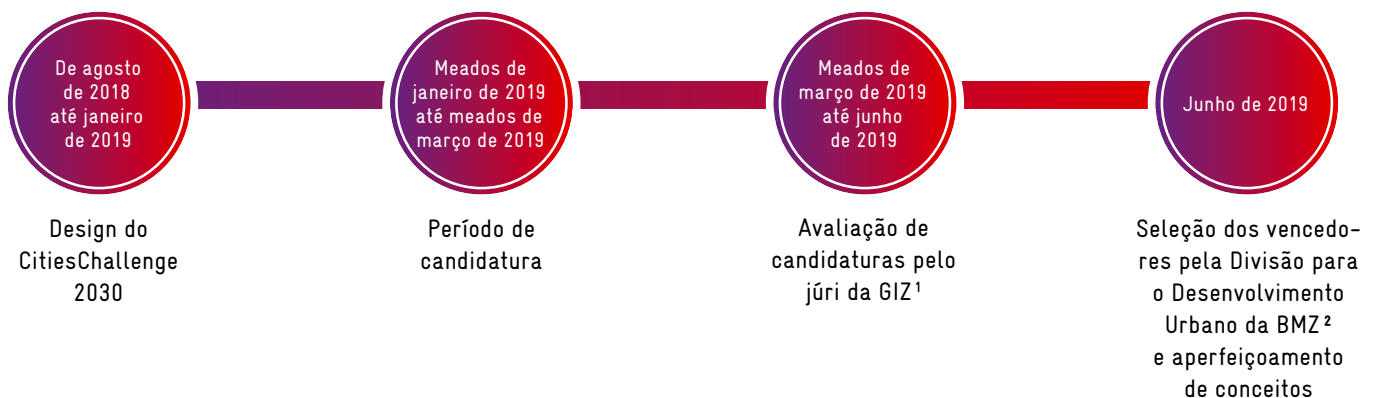 De agosto
de 2018
até janeiro
de 2019
Design do
CitiesChallenge
2030
Meados de
janeiro de 2019
até meados de
março de 2019
Período de
candidatura
Meados de
março de 2019
até junho
de 2019
Avaliação de
candidaturas pelo
júri da GIZ¹
Junho de 2019
Seleção dos vencedo-
res pela Divisão para
o Desenvolvimento
Urbano da BMZ²
e aperfeiçoamento
de conceitos